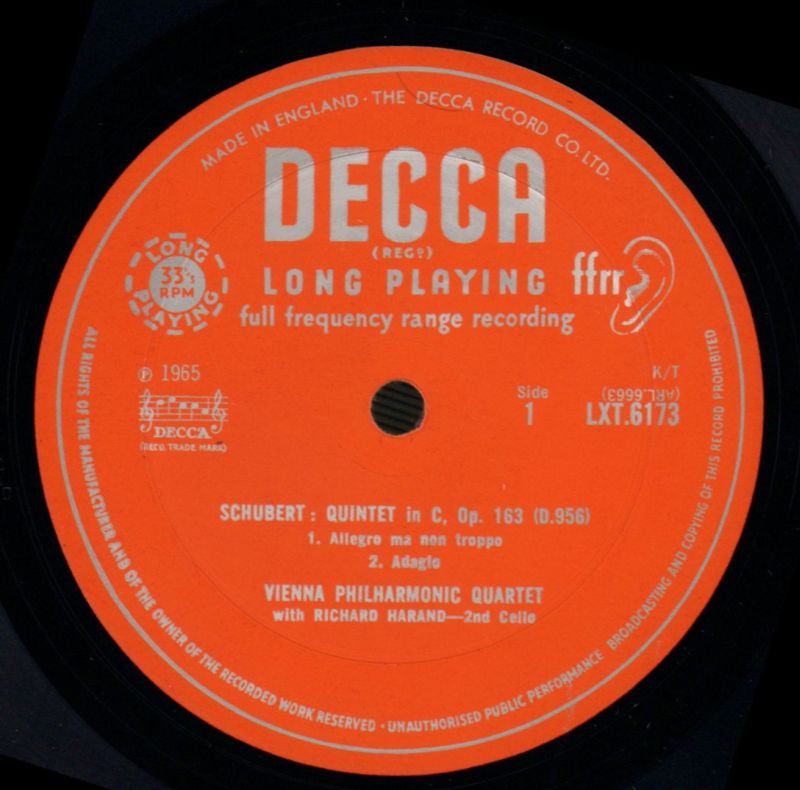 MADE IN ENGLAND · THE DECCA RECORD CO. LTD.
DECCA
(REGD)
LONG PLAYING
33⅓ RPM
LONG PLAYING ffrr
full frequency range recording
℗ 1965
DECCA
(REGD. TRADE MARK)
K/T
(ARL.6663)
Side
1
LXT.6173
SCHUBERT : QUINTET in C, Op. 163 (D.956)
1. Allegro ma non troppo
2. Adagio
VIENNA PHILHARMONIC QUARTET
with RICHARD HARAND—2nd Cello
ALL RIGHTS OF THE MANUFACTURER AND OF THE OWNER OF THE RECORDED WORK RESERVED · UNAUTHORISED PUBLIC PERFORMANCE BROADCASTING AND COPYING OF THIS RECORD PROHIBITED